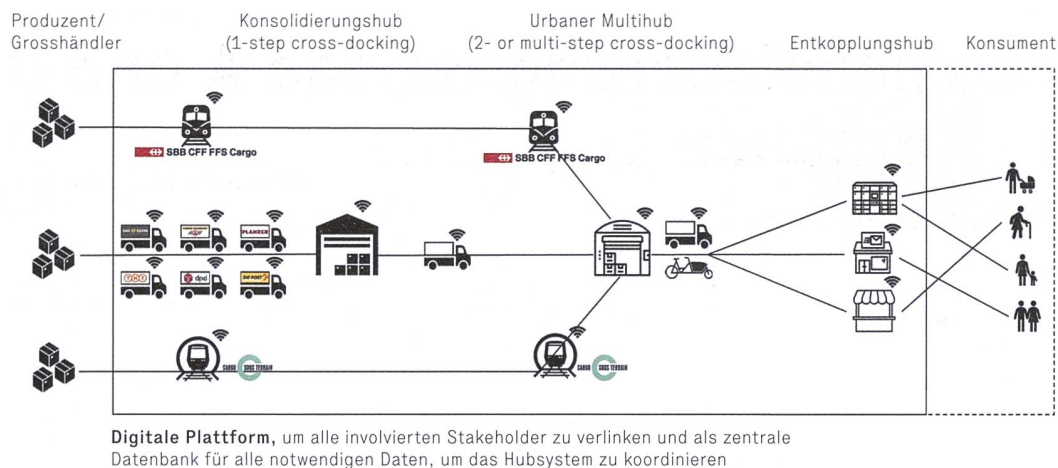 Produzent/
Grosshändler
Konsolidierungshub
(1-step cross-docking)
Urbaner Multihub
(2- or multi-step cross-docking)
Entkopplungshub
Konsument
SBB CFF FFS Cargo
SBB CFF FFS Cargo
PLANZER
TNT
dpd
DIE POST
CARGO SOUS TERRAIN
CARGO SOUS TERRAIN
Digitale Plattform, um alle involvierten Stakeholder zu verlinken und als zentrale
Datenbank für alle notwendigen Daten, um das Hubsystem zu koordinieren